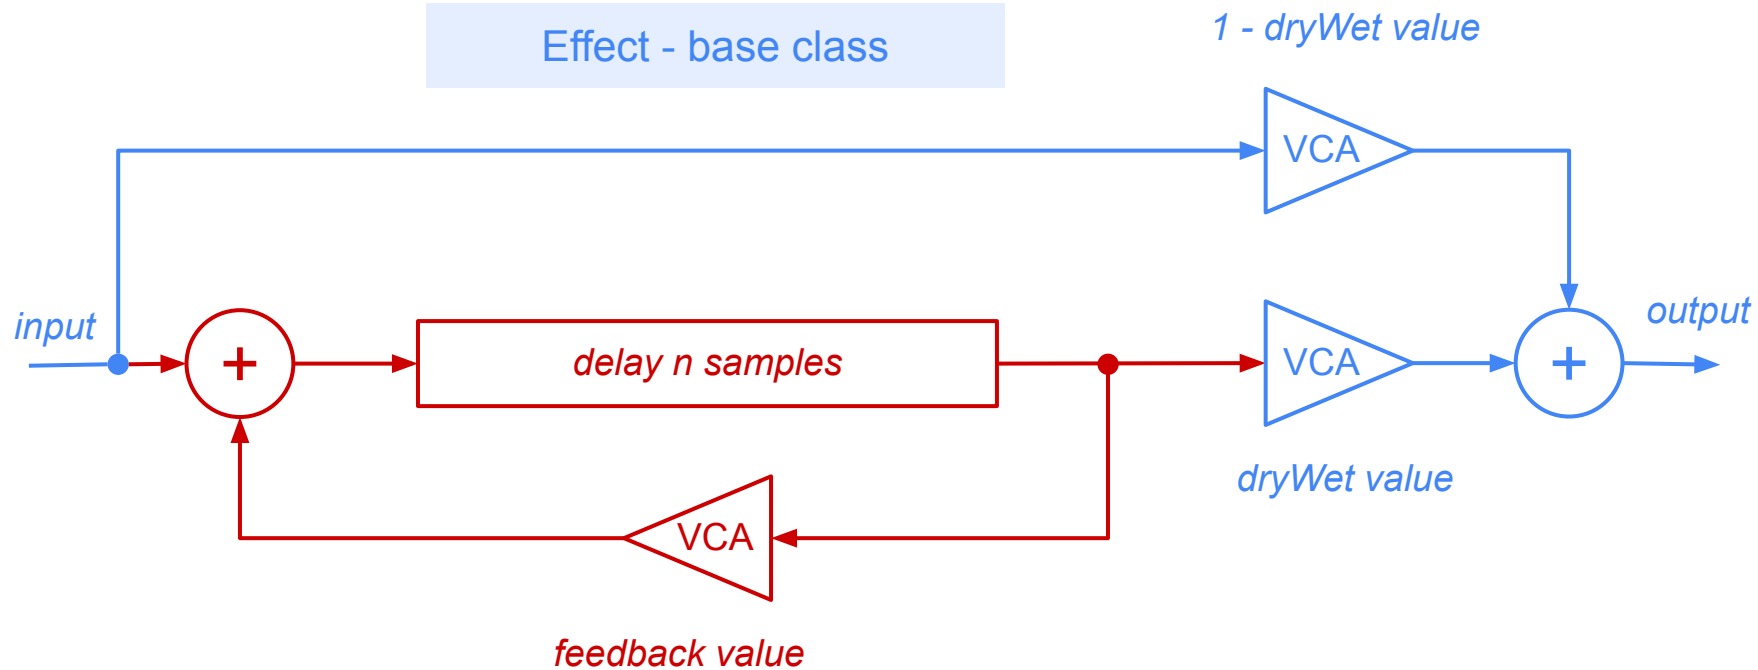 Effect - base class
1 - dryWet value
VCA
input
+
delay n samples
VCA
+
output
dryWet value
VCA
feedback value